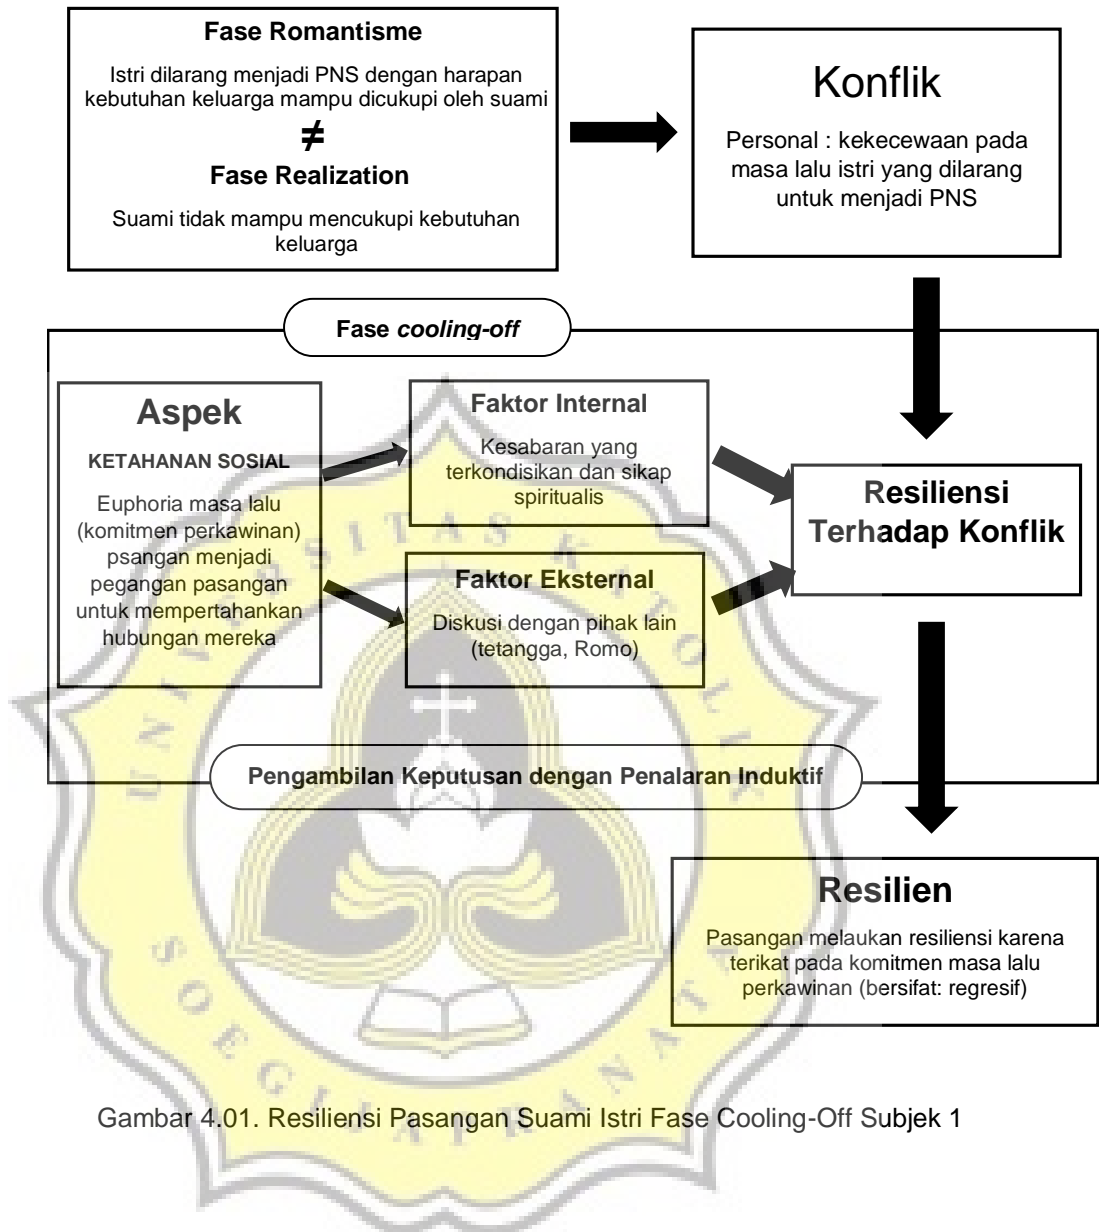 Fase Romantisme
Istri dilarang menjadi PNS dengan harapan
kebutuhan keluarga mampu dicukupi oleh suami
≠
Fase Realization
Suami tidak mampu mencukupi kebutuhan
keluarga
Konflik
Personal : kekecewaan pada
masa lalu istri yang dilarang
untuk menjadi PNS
Fase cooling-off
Aspek
KETAHANAN SOSIAL
Euphoria masa lalu
(komitmen perkawinan)
psangan menjadi
pegangan pasangan
untuk mempertahankan
hubungan mereka
Faktor Internal
Kesabaran yang
terkondisikan dan sikap
spiritualis
Faktor Eksternal
Diskusi dengan pihak lain
(tetangga, Romo)
Resiliensi
Terhadap Konflik
Pengambilan Keputusan dengan Penalaran Induktif
Resilien
Pasangan melaukan resiliensi karena
terikat pada komitmen masa lalu
perkawinan (bersifat: regresif)
Gambar 4.01. Resiliensi Pasangan Suami Istri Fase Cooling-Off Subjek 1
UNIVERSITAS KATOLIK
SOEGIJAPRANATA